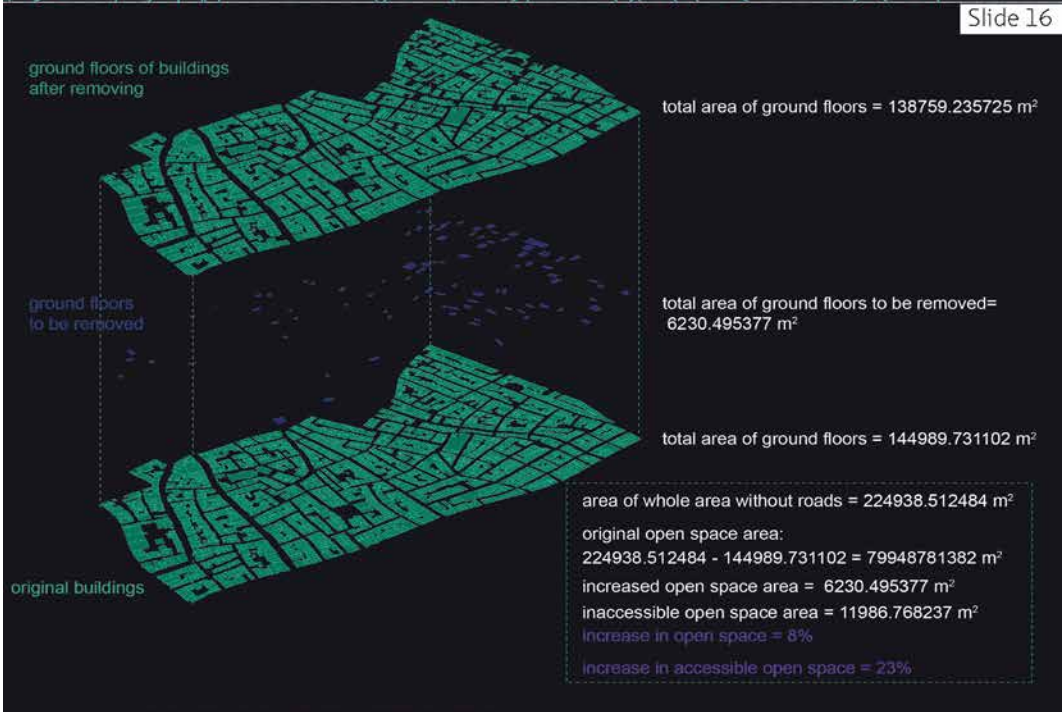 Slide 16
ground floors of buildings
after removing
total area of ground floors = 138759.235725 m²
ground floors
to be removed
total area of ground floors to be removed=
6230.495377 m²
total area of ground floors = 144989.731102 m²
original buildings
area of whole area without roads = 224938.512484 m²
original open space area:
224938.512484 - 144989.731102 = 79948781382 m²
increased open space area = 6230.495377 m²
inaccessible open space area = 11986.768237 m²
increase in open space = 8%
increase in accessible open space = 23%